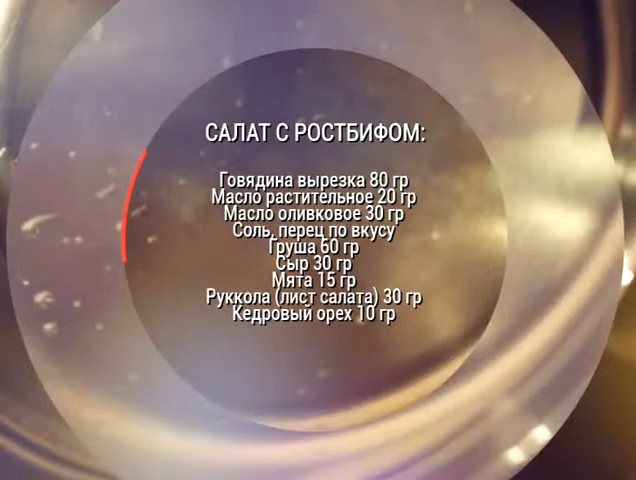 САЛАТ С РОСТБИФОМ:
Говядина вырезка 80 гр
Масло растительное 20 гр
Масло оливковое 30 гр
Соль, перец по вкусу
Груша 60 гр
Сыр 30 гр
Мята 15 гр
Руккола (лист салата) 30 гр
Кедровый орех 10 гр